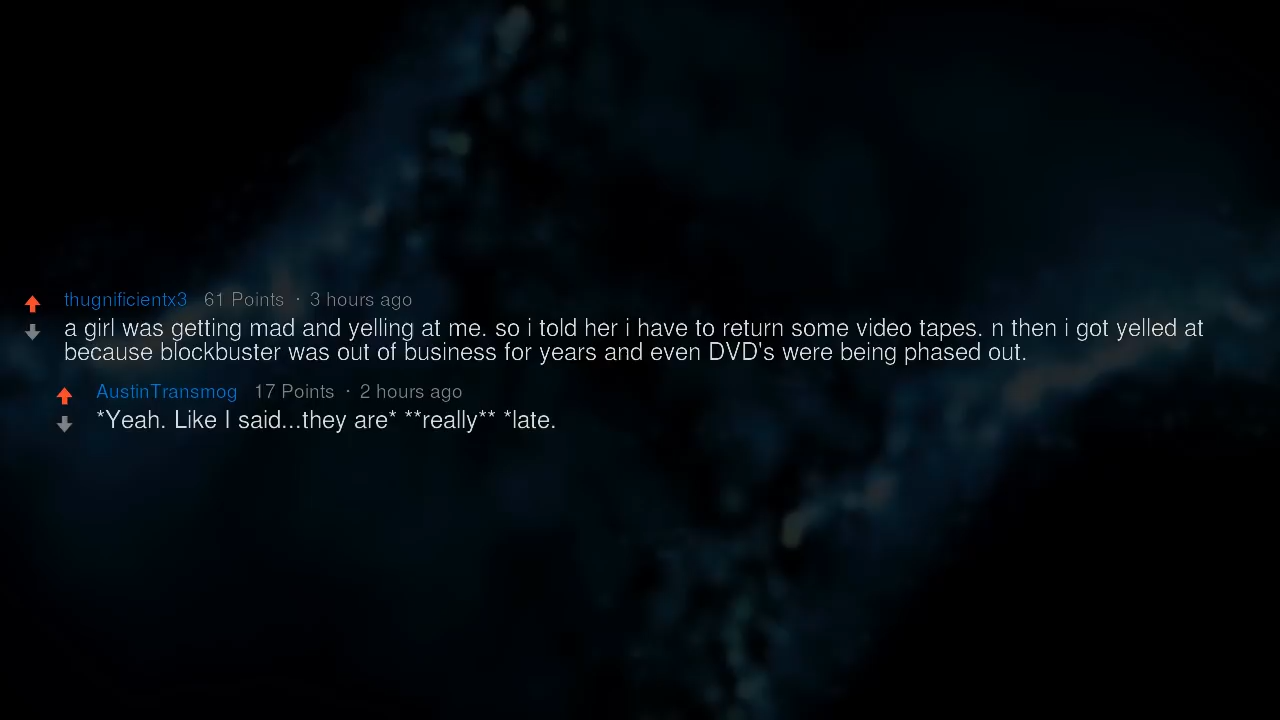 thugnificientx3 61 Points · 3 hours ago
a girl was getting mad and yelling at me. so i told her i have to return some video tapes. n then i got yelled at
because blockbuster was out of business for years and even DVD's were being phased out.
AustinTransmog 17 Points · 2 hours ago
*Yeah. Like I said...they are* **really** *late.